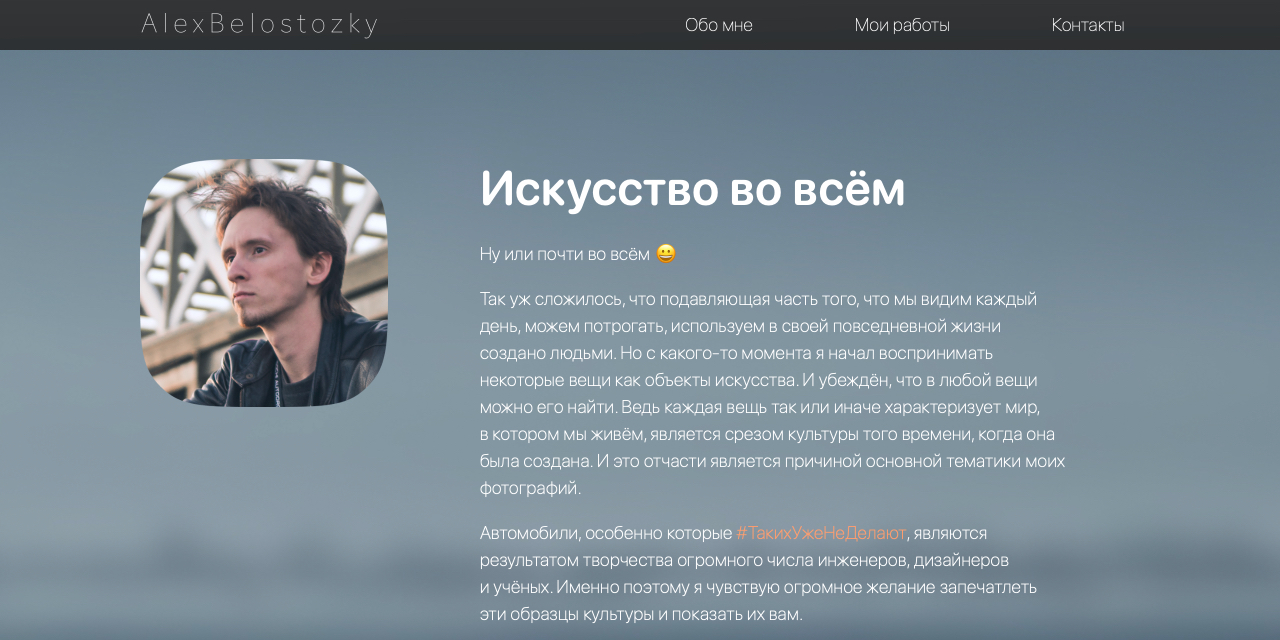 AlexBelostozky
Обо мне
Мои работы
Контакты
Искусство во всём
Ну или почти во всём 😀
Так уж сложилось, что подавляющая часть того, что мы видим каждый
день, можем потрогать, используем в своей повседневной жизни
создано людьми. Но с какого-то момента я начал воспринимать
некоторые вещи как объекты искусства. И убеждён, что в любой вещи
можно его найти. Ведь каждая вещь так или иначе характеризует мир,
в котором мы живём, является срезом культуры того времени, когда она
была создана. И это отчасти является причиной основной тематики моих
фотографий.
Автомобили, особенно которые #ТакихУжеНеДелают, являются
результатом творчества огромного числа инженеров, дизайнеров
и учёных. Именно поэтому я чувствую огромное желание запечатлеть
эти образцы культуры и показать их вам.